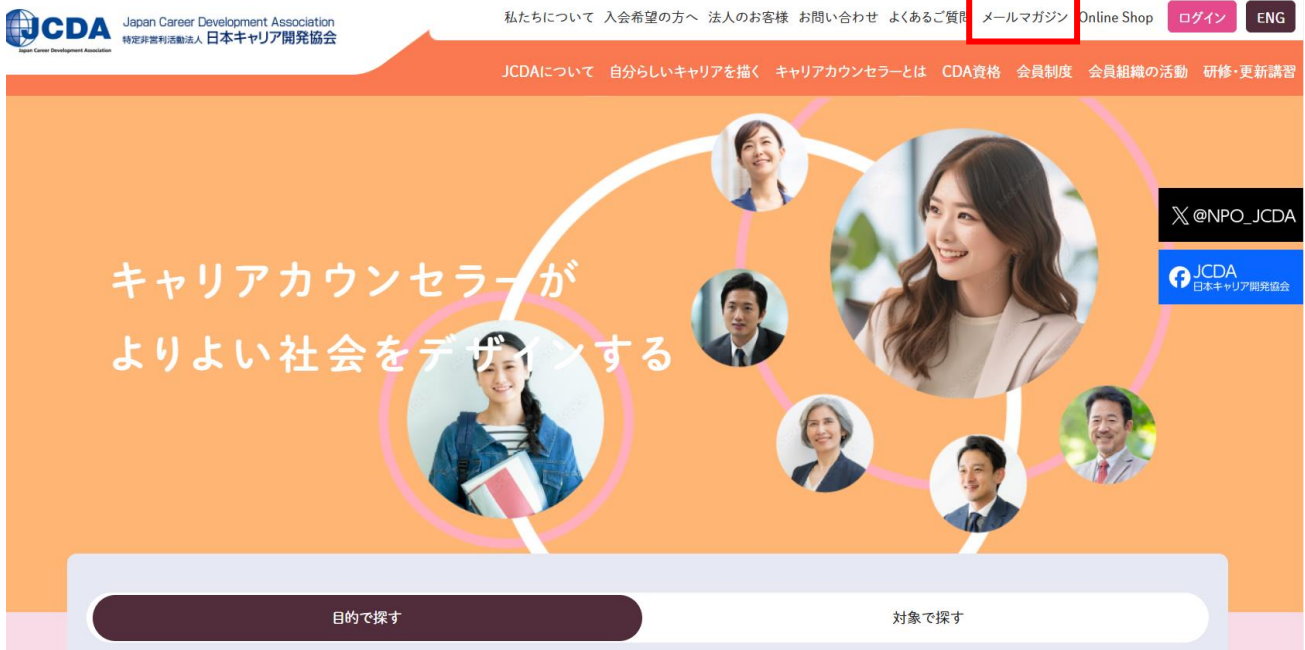 JCDA
Japan Career Development Association
Japan Career Development Association
特定非営利活動法人 日本キャリア開発協会
私たちについて 入会希望の方へ 法人のお客様 お問い合わせ よくあるご質問 メールマガジン Online Shop ログイン ENG
JCDAについて 自分らしいキャリアを描く キャリアカウンセラーとは CDA資格 会員制度 会員組織の活動 研修・更新講習
X @NPO_JCDA
JCDA
日本キャリア開発協会
キャリアカウンセラーが
よりよい社会をデザインする
目的で探す 対象で探す